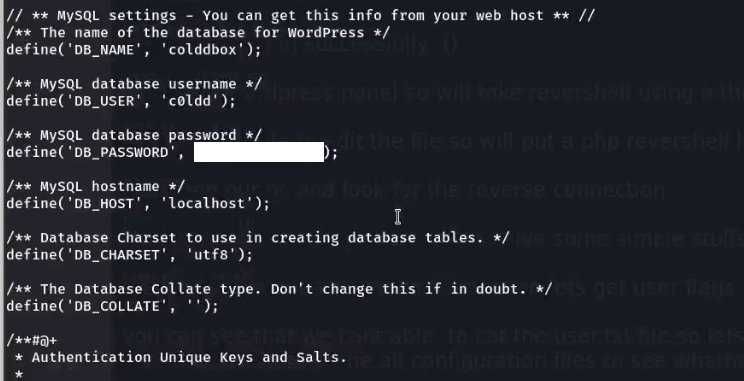 // ** MySQL settings - You can get this info from your web host ** //
/** The name of the database for WordPress */
define('DB_NAME', 'colddbox');
/** MySQL database username */
define('DB_USER', 'c0ldd');
/** MySQL database password */
define('DB_PASSWORD', );
/** MySQL hostname */
define('DB_HOST', 'localhost');
/** Database Charset to use in creating database tables. */
define('DB_CHARSET', 'utf8');
/** The Database Collate type. Don't change this if in doubt. */
define('DB_COLLATE', '');
/**#@+
* Authentication Unique Keys and Salts.
*